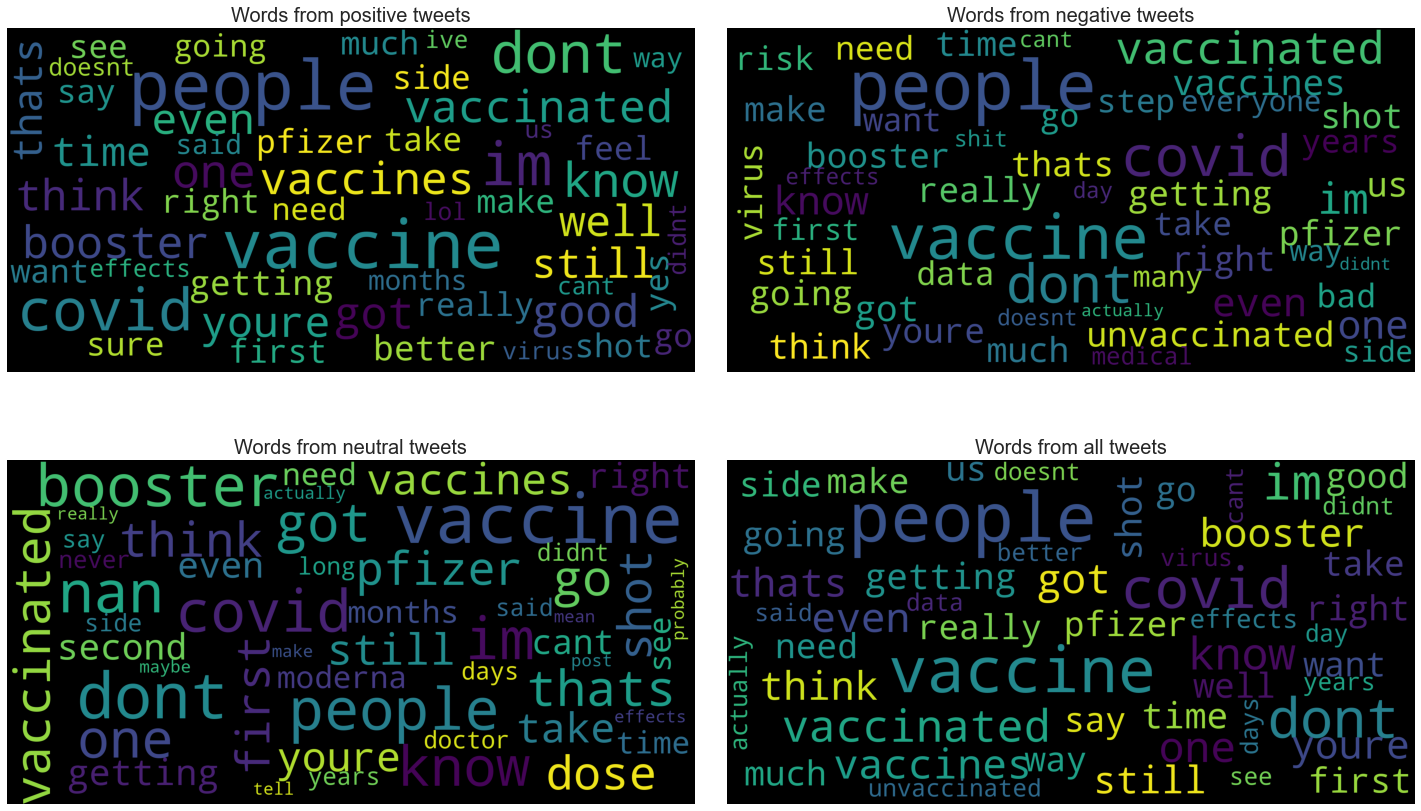 Words from positive tweets
thats see going much ive dont way
doesnt people side
say vaccinated
even us
time said pfizer take im feel
think one vaccines know
right need lol make well didnt
booster vaccine still
want effects months cant yes
getting
covid youre got really good go
sure first better virus shot
Words from negative tweets
risk need time cant vaccinated
people vaccines
make want go step everyone shot
virus booster shit thats covid years
effects really day getting us
know im
first vaccine take pfizer
still data right way didnt
going dont many
got actually even bad
youre doesnt unvaccinated one
think much medical side
Words from neutral tweets
booster need vaccines right
vaccinated actually vaccine
really got
say think didnt shot probably
never even long pfizer go
nan covid months said mean see
side first im cant
second make still post
maybe moderna days thats
dont people effects
one doctor take time
getting youre know dose
years
tell
Words from all tweets
side make us doesnt shot go cant im good
people didnt
going better booster
thats getting got virus covid take
said even data right
actually need really pfizer effects day
think vaccine know want
well years
vaccinated say time days dont
vaccines way one youre
much unvaccinated still see first